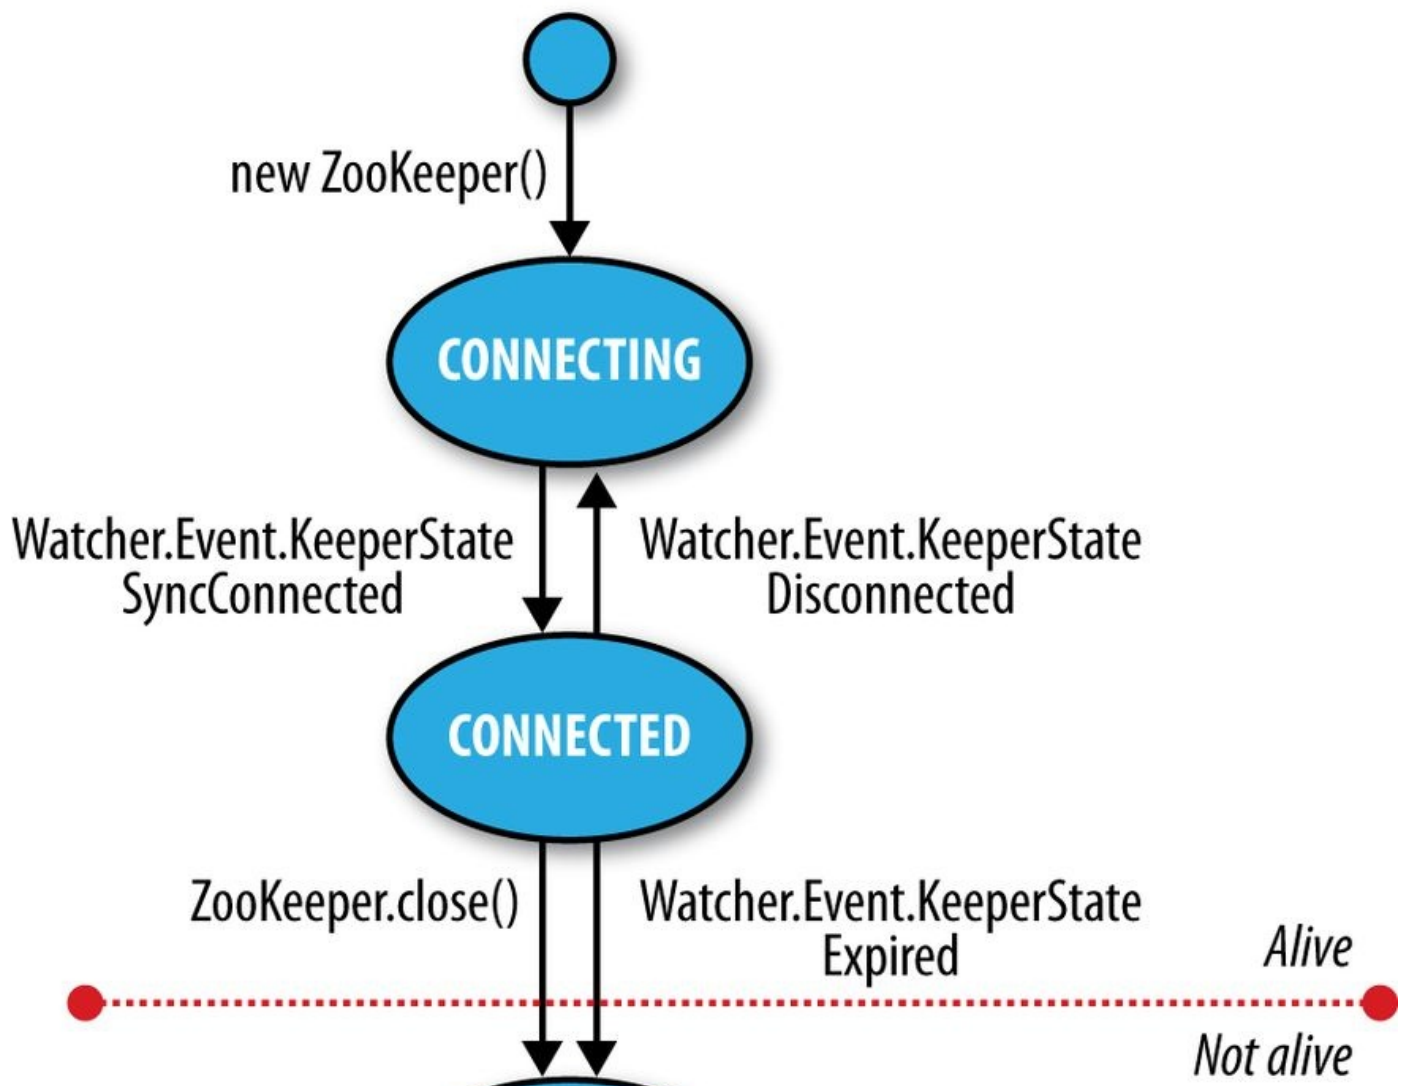 new ZooKeeper()
CONNECTING
Watcher.Event.KeeperState
SyncConnected
Watcher.Event.KeeperState
Disconnected
CONNECTED
ZooKeeper.close()
Watcher.Event.KeeperState
Expired
Alive
Not alive